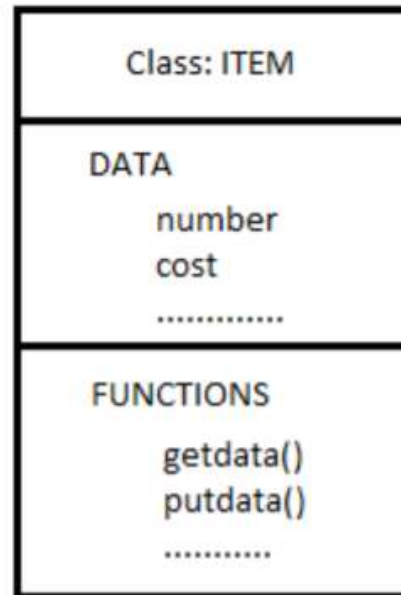 Class: ITEM
DATA
number
cost
.............
FUNCTIONS
getdata()
putdata()
...........